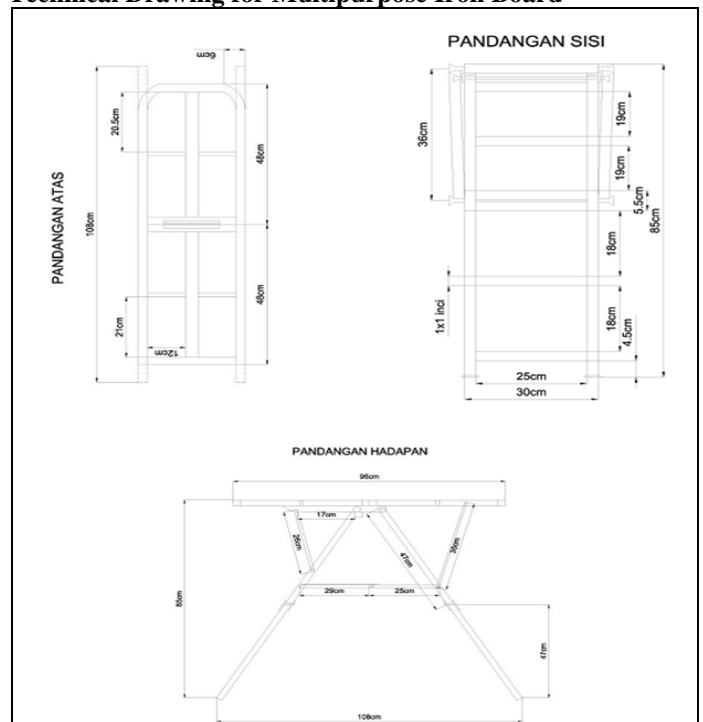 Technical Drawing for Multipurpose Iron Board
PANDANGAN ATAS
108cm
6cm
20.5cm
48cm
48cm
21cm
12cm
PANDANGAN SISI
36cm
19cm
19cm
5.5cm
85cm
18cm
1x1 inci
18cm
4.5cm
25cm
30cm
PANDANGAN HADAPAN
96cm
17cm
26cm
47cm
35cm
85cm
29cm
25cm
47cm
108cm